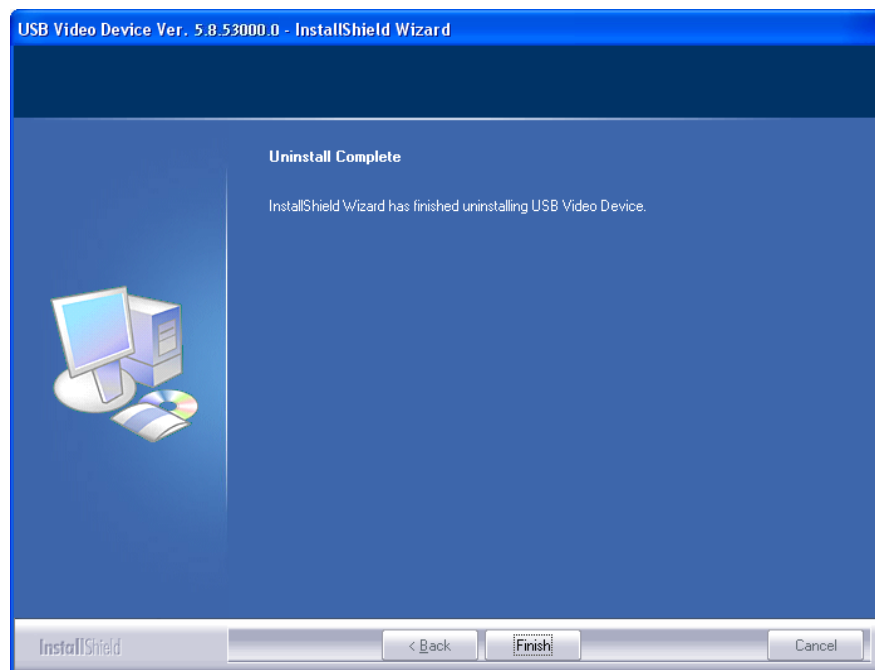 USB Video Device Ver. 5.8.53000.0 - InstallShield Wizard
Uninstall Complete
InstallShield Wizard has finished uninstalling USB Video Device.
InstallShield
< Back
Finish
Cancel